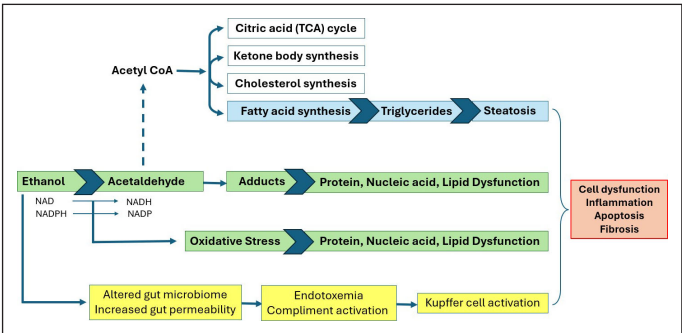 Citric acid (TCA) cycle
Ketone body synthesis
Acetyl CoA
Cholesterol synthesis
Fatty acid synthesis Triglycerides Steatosis
Ethanol Acetaldehyde Adducts Protein, Nucleic acid, Lipid Dysfunction
NAD NADH
NADPH NADP
Oxidative Stress Protein, Nucleic acid, Lipid Dysfunction
Altered gut microbiome
Increased gut permeability
Endotoxemia
Compliment activation
Kupffer cell activation
Cell dysfunction
Inflammation
Apoptosis
Fibrosis